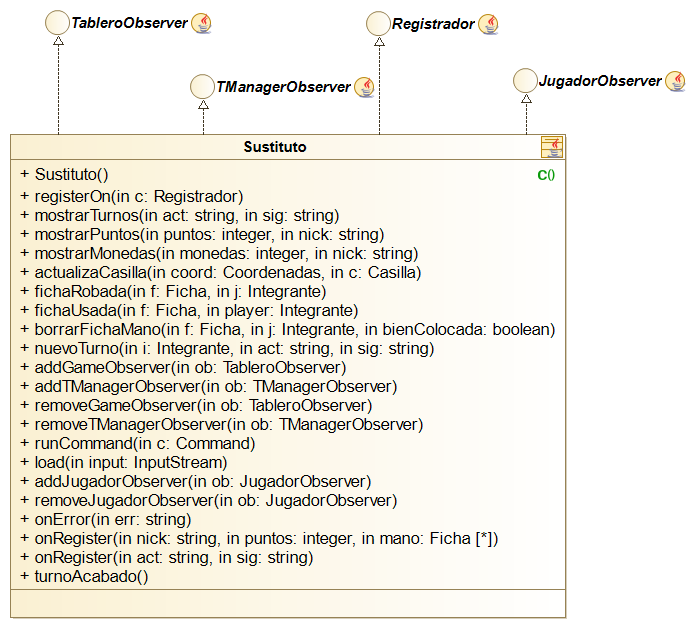 TableroObserver
Registrador
TManagerObserver
JugadorObserver
Sustituto
+ Sustituto() C()
+ registerOn(in c: Registrador)
+ mostrarTurnos(in act: string, in sig: string)
+ mostrarPuntos(in puntos: integer, in nick: string)
+ mostrarMonedas(in monedas: integer, in nick: string)
+ actualizaCasilla(in coord: Coordenadas, in c: Casilla)
+ fichaRobada(in f: Ficha, in j: Integrante)
+ fichaUsada(in f: Ficha, in player: Integrante)
+ borrarFichaMano(in f: Ficha, in j: Integrante, in bienColocada: boolean)
+ nuevoTurno(in i: Integrante, in act: string, in sig: string)
+ addGameObserver(in ob: TableroObserver)
+ addTManagerObserver(in ob: TManagerObserver)
+ removeGameObserver(in ob: TableroObserver)
+ removeTManagerObserver(in ob: TManagerObserver)
+ runCommand(in c: Command)
+ load(in input: InputStream)
+ addJugadorObserver(in ob: JugadorObserver)
+ removeJugadorObserver(in ob: JugadorObserver)
+ onError(in err: string)
+ onRegister(in nick: string, in puntos: integer, in mano: Ficha [*])
+ onRegister(in act: string, in sig: string)
+ turnoAcabado()